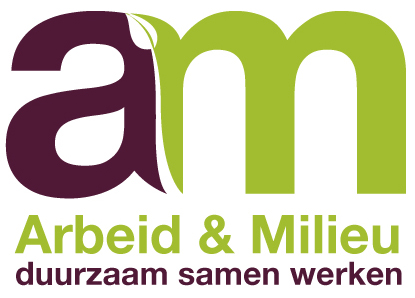 am
Arbeid & Milieu
duurzaam samen werken